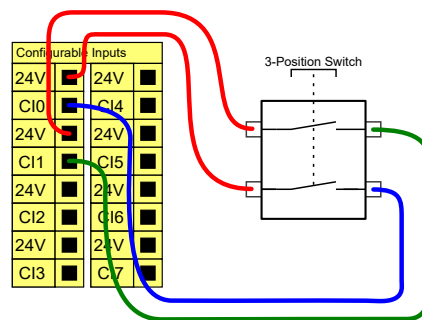 Configurable Inputs
24V 24V
CI0 CI4
24V 24V
CI1 CI5
24V 24V
CI2 CI6
24V 24V
CI3 CI7
3-Position Switch